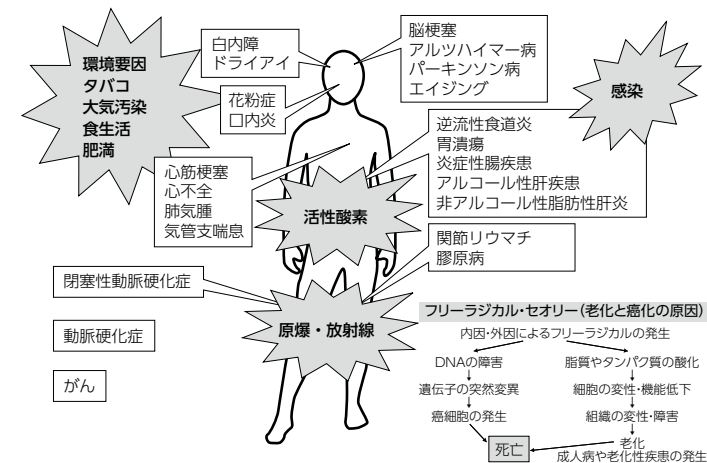 環境要因
タバコ
大気汚染
食生活
肥満
白内障
ドライアイ
花粉症
口内炎
脳梗塞
アルツハイマー病
パーキンソン病
エイジング
感染
逆流性食道炎
胃潰瘍
炎症性腸疾患
アルコール性肝疾患
非アルコール性脂肪性肝炎
心筋梗塞
心不全
肺気腫
気管支喘息
活性酸素
関節リウマチ
膠原病
閉塞性動脈硬化症
動脈硬化症
がん
原爆・放射線
フリーラジカル・セオリー（老化と癌化の原因）
内因・外因によるフリーラジカルの発生
DNAの障害
遺伝子の突然変異
癌細胞の発生
脂質やタンパク質の酸化
細胞の変性・機能低下
組織の変性・障害
老化
成人病や老化性疾患の発生
死亡